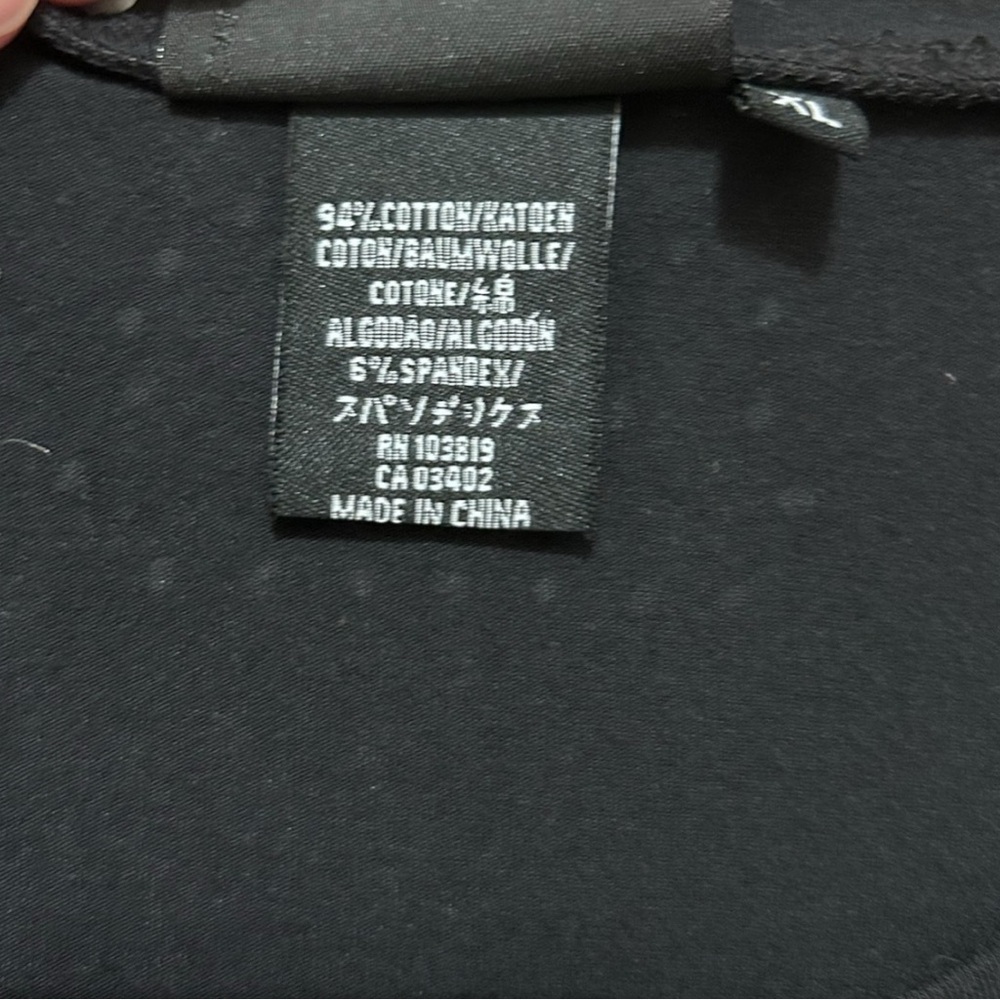 XL
94%COTTON/KATOEN
COTON/BAUMWOLLE/
COTONE/綿
ALGODÃO/ALGODÓN
6%SPANDEX/
スパンデックス
RN 103819
CA 03402
MADE IN CHINA